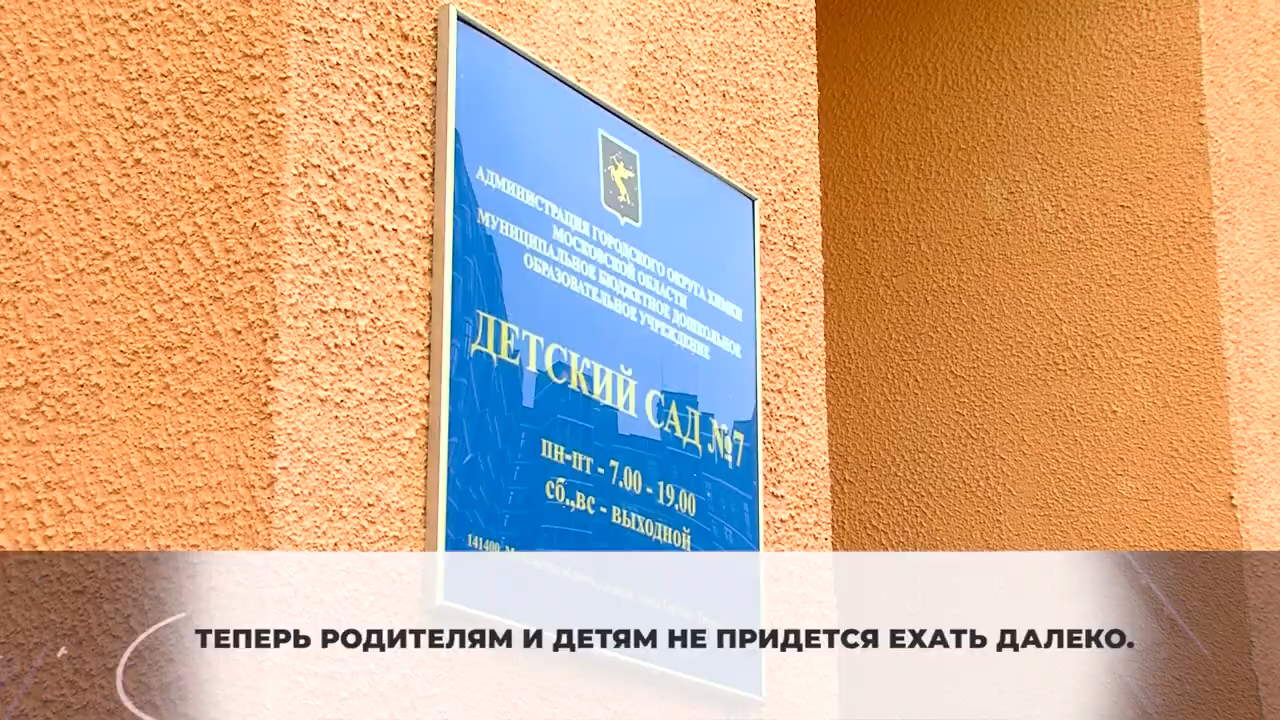 АДМИНИСТРАЦИЯ ГОРОДСКОГО ОКРУГА ХИМКИ
МОСКОВСКОЙ ОБЛАСТИ
МУНИЦИПАЛЬНОЕ БЮДЖЕТНОЕ ДОШКОЛЬНОЕ
ОБРАЗОВАТЕЛЬНОЕ УЧРЕЖДЕНИЕ
ДЕТСКИЙ САД №7
пн-пт - 7.00 - 19.00
сб.,вс - выходной
141400
ТЕПЕРЬ РОДИТЕЛЯМ И ДЕТЯМ НЕ ПРИДЕТСЯ ЕХАТЬ ДАЛЕКО.